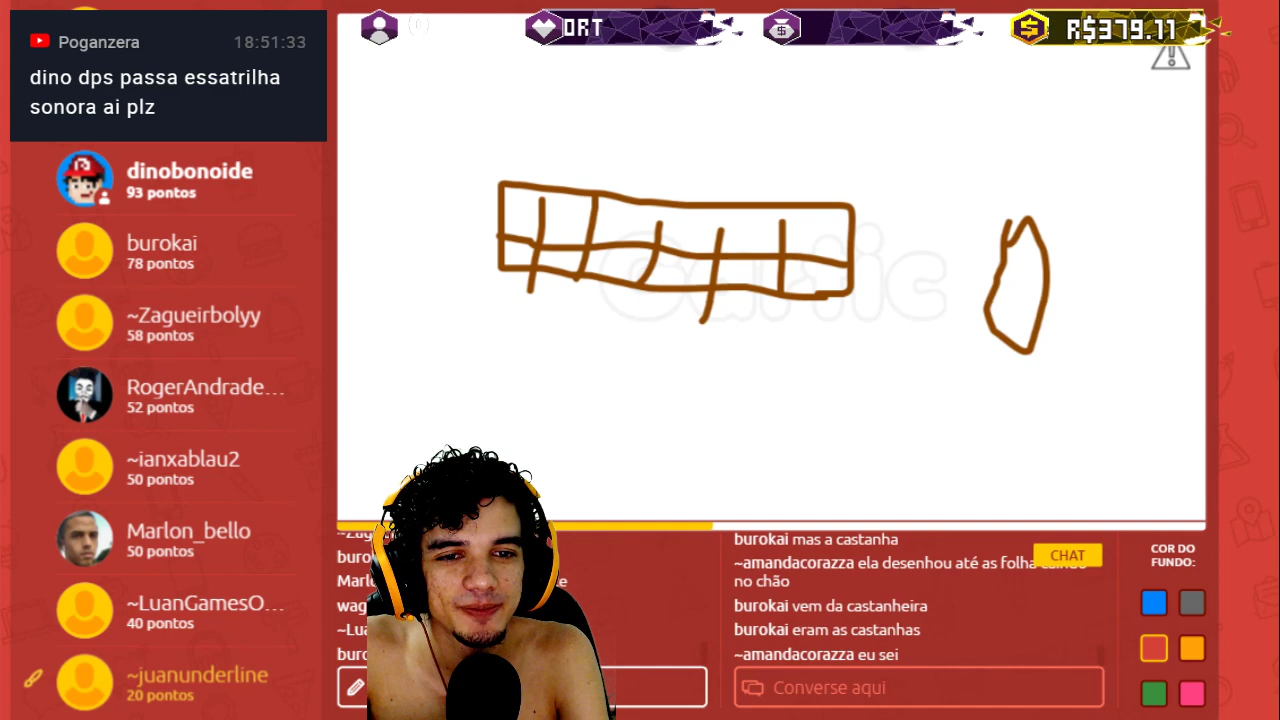 Poganzera 18:51:33
dino dps passa essatrilha
sonora ai plz
ORT
R$379.11
dinobonoide
93 pontos
burokai
78 pontos
~Zagueirbolyy
58 pontos
RogerAndrade...
52 pontos
~ianxablau2
50 pontos
Marlon_bello
50 pontos
~LuanGamesO...
40 pontos
~juanunderline
20 pontos
Gartic
burokai mas a castanha
~amandacorazza ela desenhou até as folha caindo
no chão
burokai vem da castanheira
burokai eram as castanhas
~amandacorazza eu sei
Converse aqui
CHAT
COR DO
FUNDO: